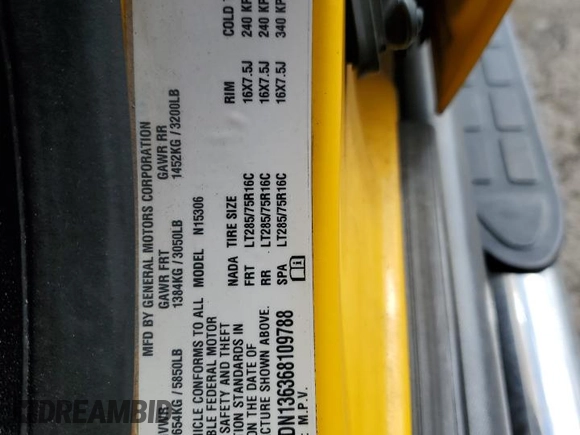 MFD BY GENERAL MOTORS CORPORATION
GVWR GAWR FRT GAWR RR
654KG / 5850LB 1384KG / 3050LB 1452KG / 3200LB
HICLE CONFORMS TO ALL MODEL N15306
BLE FEDERAL MOTOR
SAFETY AND THEFT NADA TIRE SIZE RIM COLD
ION STANDARDS IN FRT LT285/75R16C 16X7.5J 240 KP
ON THE DATE OF RR LT285/75R16C 16X7.5J 240 KP
CTURE SHOWN ABOVE. SPA LT285/75R16C 16X7.5J 340 KP
DN136368109788
: M.P.V.